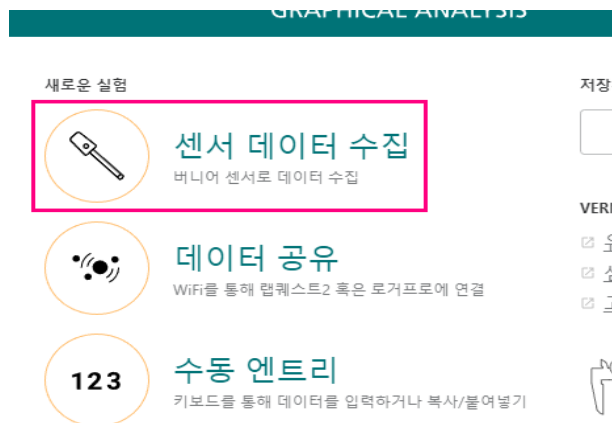 GRAPHICAL ANALYSIS
새로운 실험
센서 데이터 수집
버니어 센서로 데이터 수집
데이터 공유
WiFi를 통해 랩퀘스트2 혹은 로거프로에 연결
123
수동 엔트리
키보드를 통해 데이터를 입력하거나 복사/붙여넣기
저장